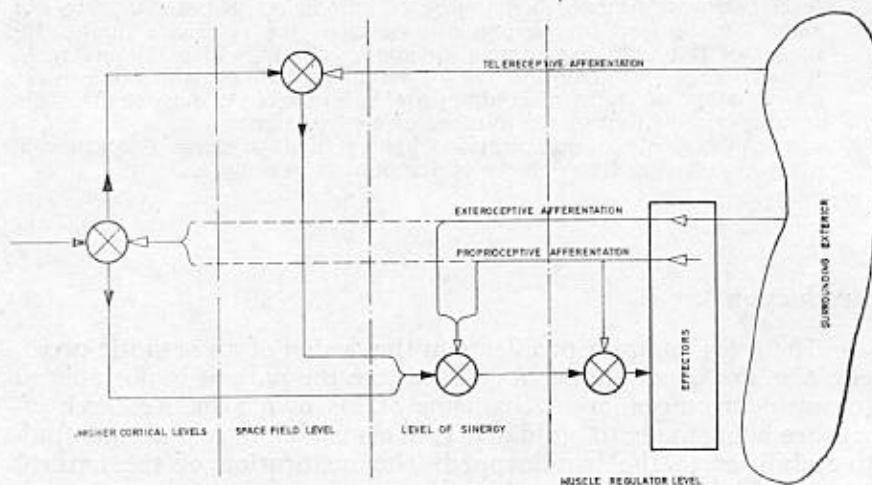 TELERECEPTIVE AFFERENTATION
EXTEROCEPTIVE AFFERENTATION
PROPRIOCEPTIVE AFFERENTATION
EFFECTORS
SURROUNDING EXTERIOR
HIGHER CORTICAL LEVELS
SPACE FIELD LEVEL
LEVEL OF SINERGY
MUSCLE REGULATOR LEVEL